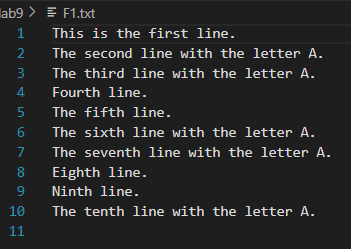 lab9 > F1.txt
1 This is the first line.
2 The second line with the letter A.
3 The third line with the letter A.
4 Fourth line.
5 The fifth line.
6 The sixth line with the letter A.
7 The seventh line with the letter A.
8 Eighth line.
9 Ninth line.
10 The tenth line with the letter A.
11